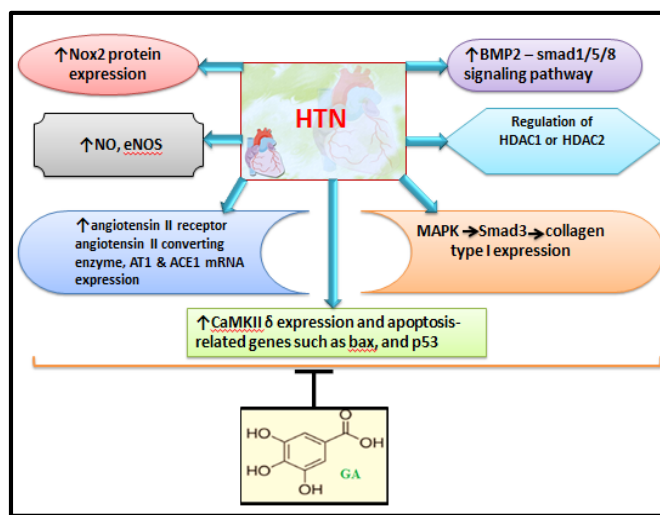 ↑Nox2 protein
expression
↑BMP2 – smad1/5/8
signaling pathway
HTN
↑NO, eNOS
Regulation of
HDAC1 or HDAC2
↑angiotensin II receptor
angiotensin II converting
enzyme, AT1 & ACE1 mRNA
expression
MAPK→Smad3→collagen
type I expression
↑CaMKII δ expression and apoptosis-
related genes such as bax, and p53
O
HO
OH
HO
OH
GA